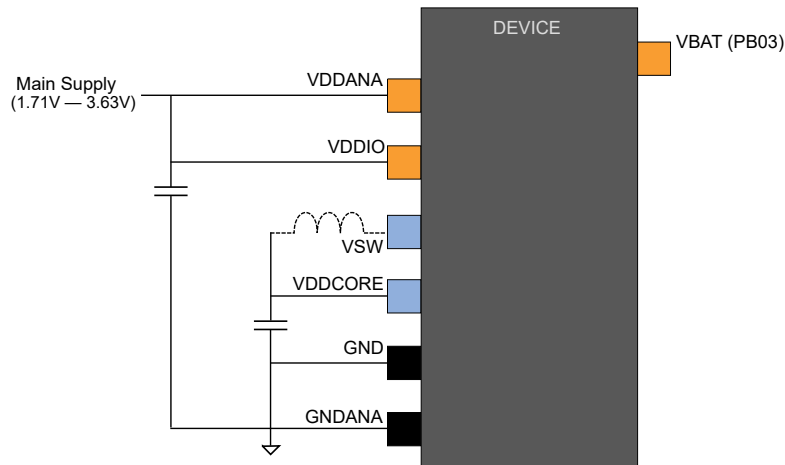 DEVICE
VBAT (PB03)
VDDANA
Main Supply
(1.71V — 3.63V)
VDDIO
VSW
VDDCORE
GND
GNDANA